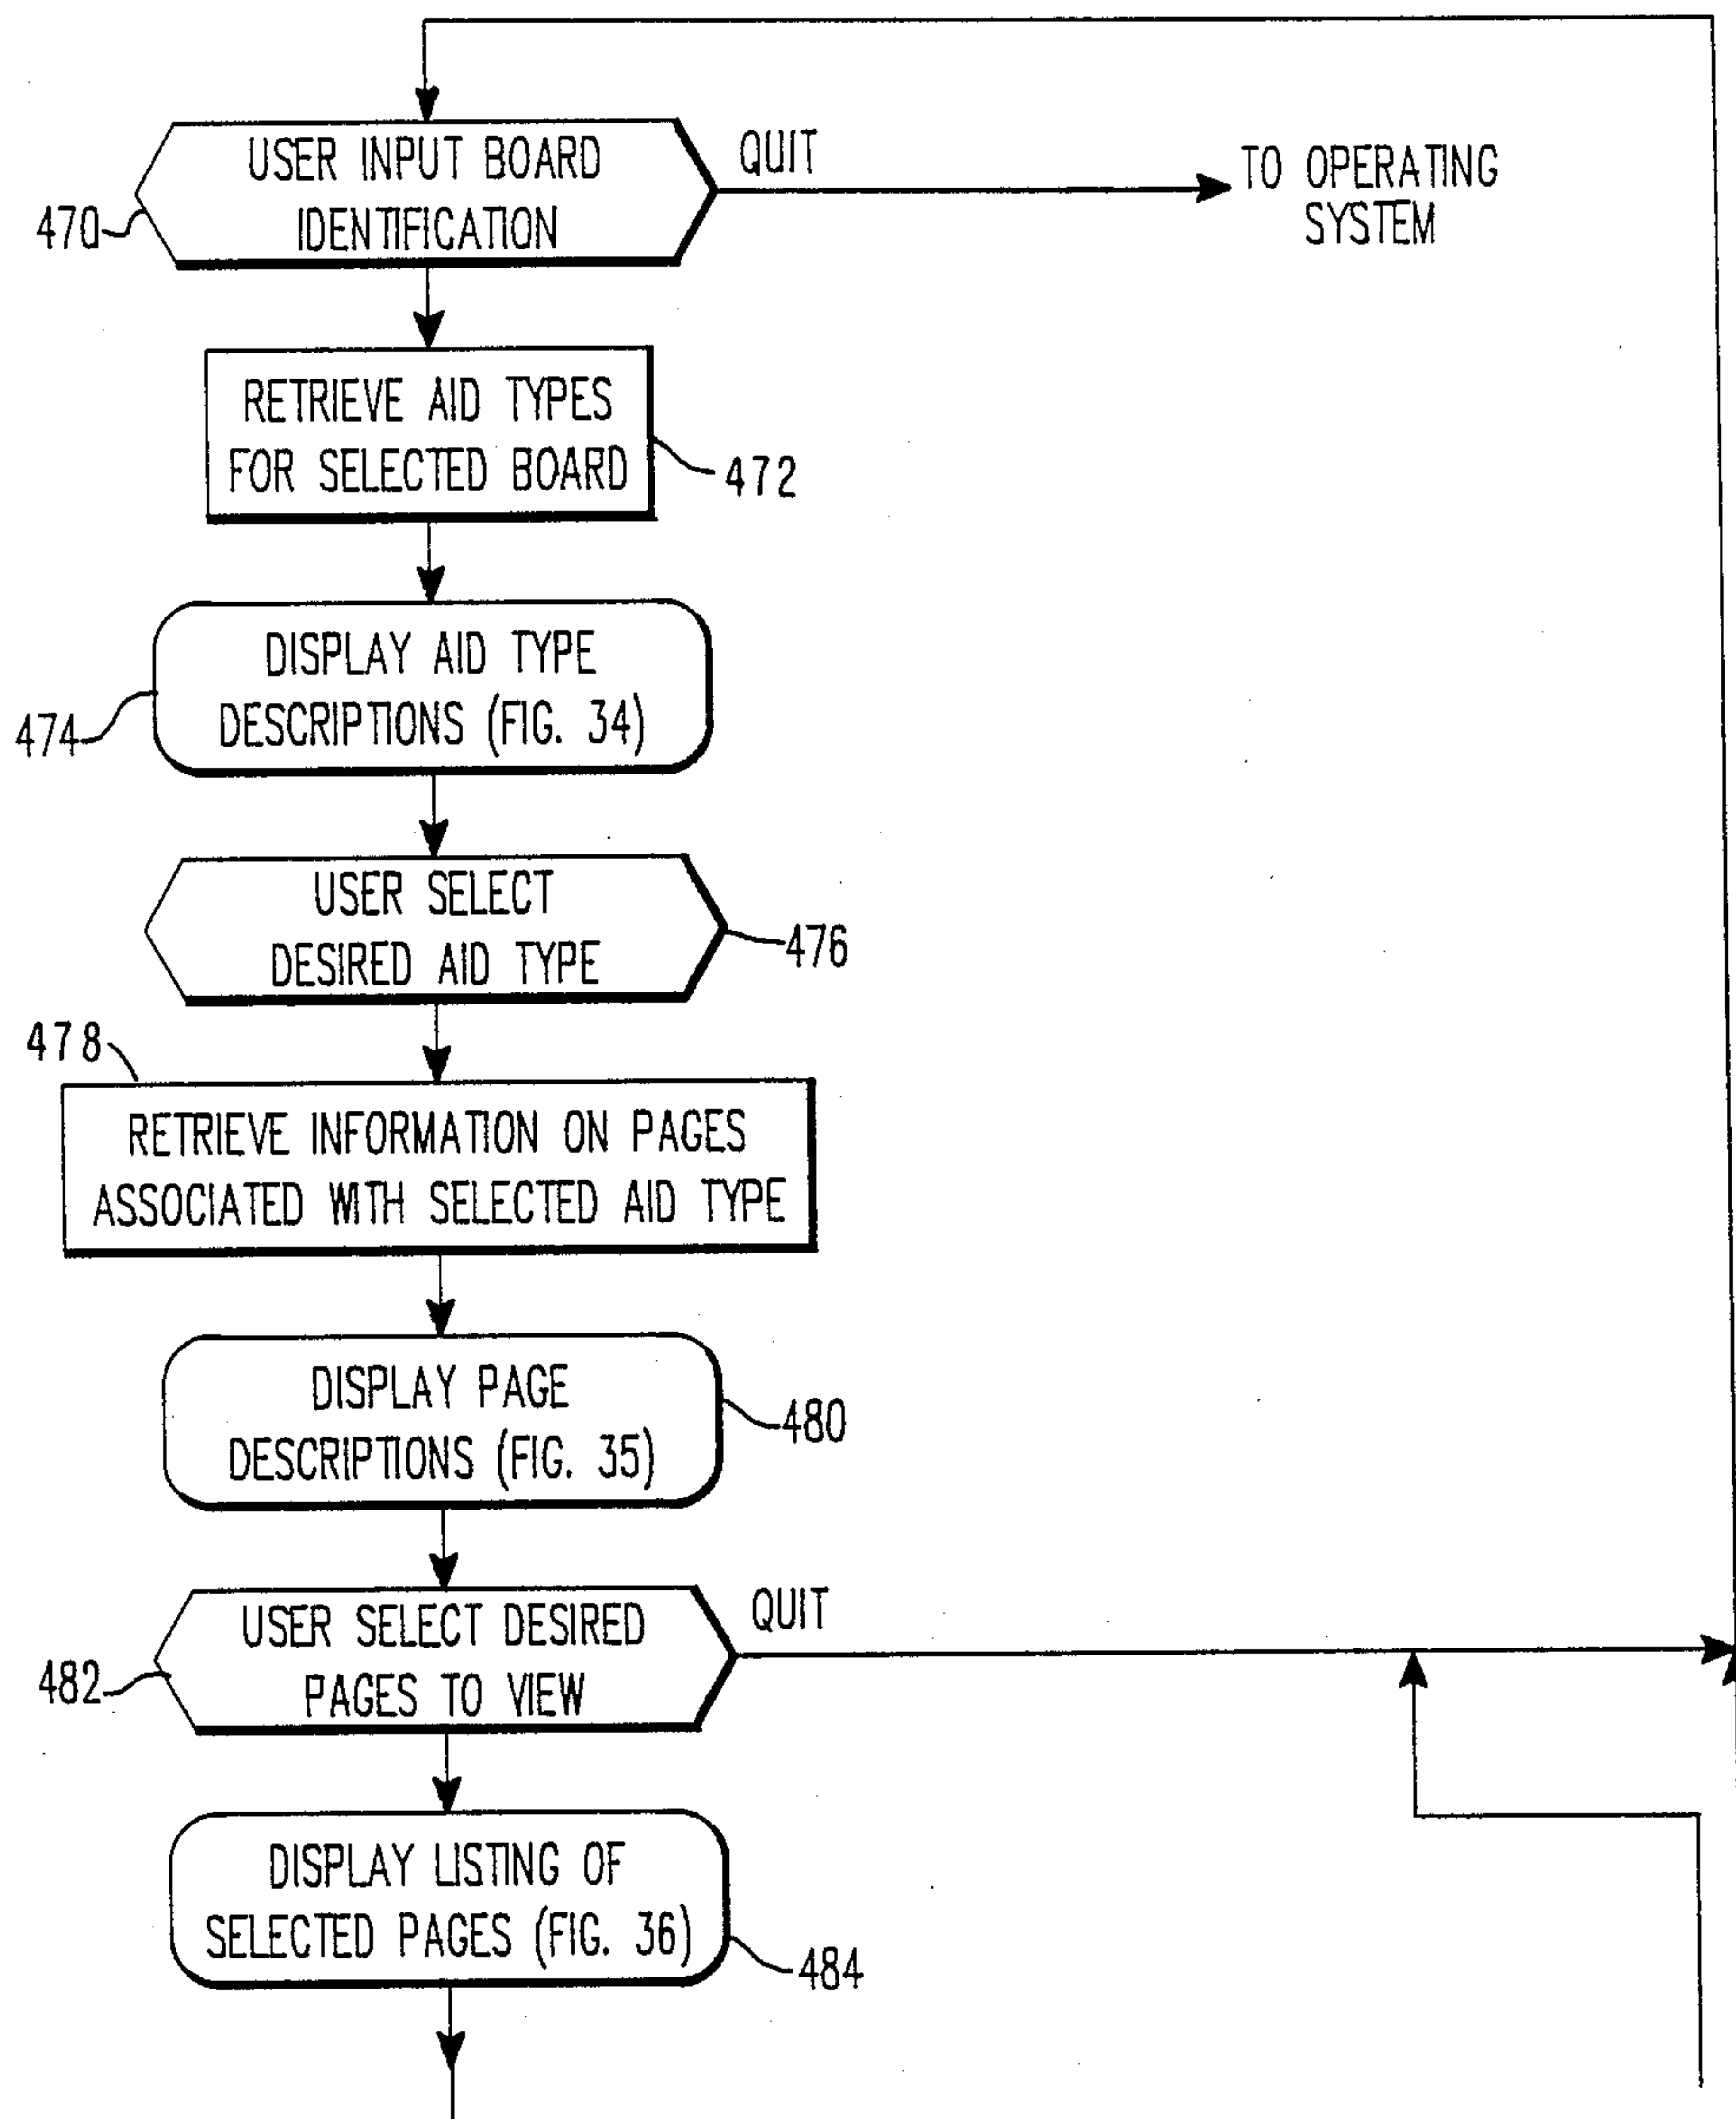 USER INPUT BOARD
IDENTIFICATION
470
QUIT
TO OPERATING
SYSTEM
RETRIEVE AID TYPES
FOR SELECTED BOARD
472
DISPLAY AID TYPE
DESCRIPTIONS (FIG. 34)
474
USER SELECT
DESIRED AID TYPE
476
478
RETRIEVE INFORMATION ON PAGES
ASSOCIATED WITH SELECTED AID TYPE
DISPLAY PAGE
DESCRIPTIONS (FIG. 35)
480
USER SELECT DESIRED
PAGES TO VIEW
482
QUIT
DISPLAY LISTING OF
SELECTED PAGES (FIG. 36)
484